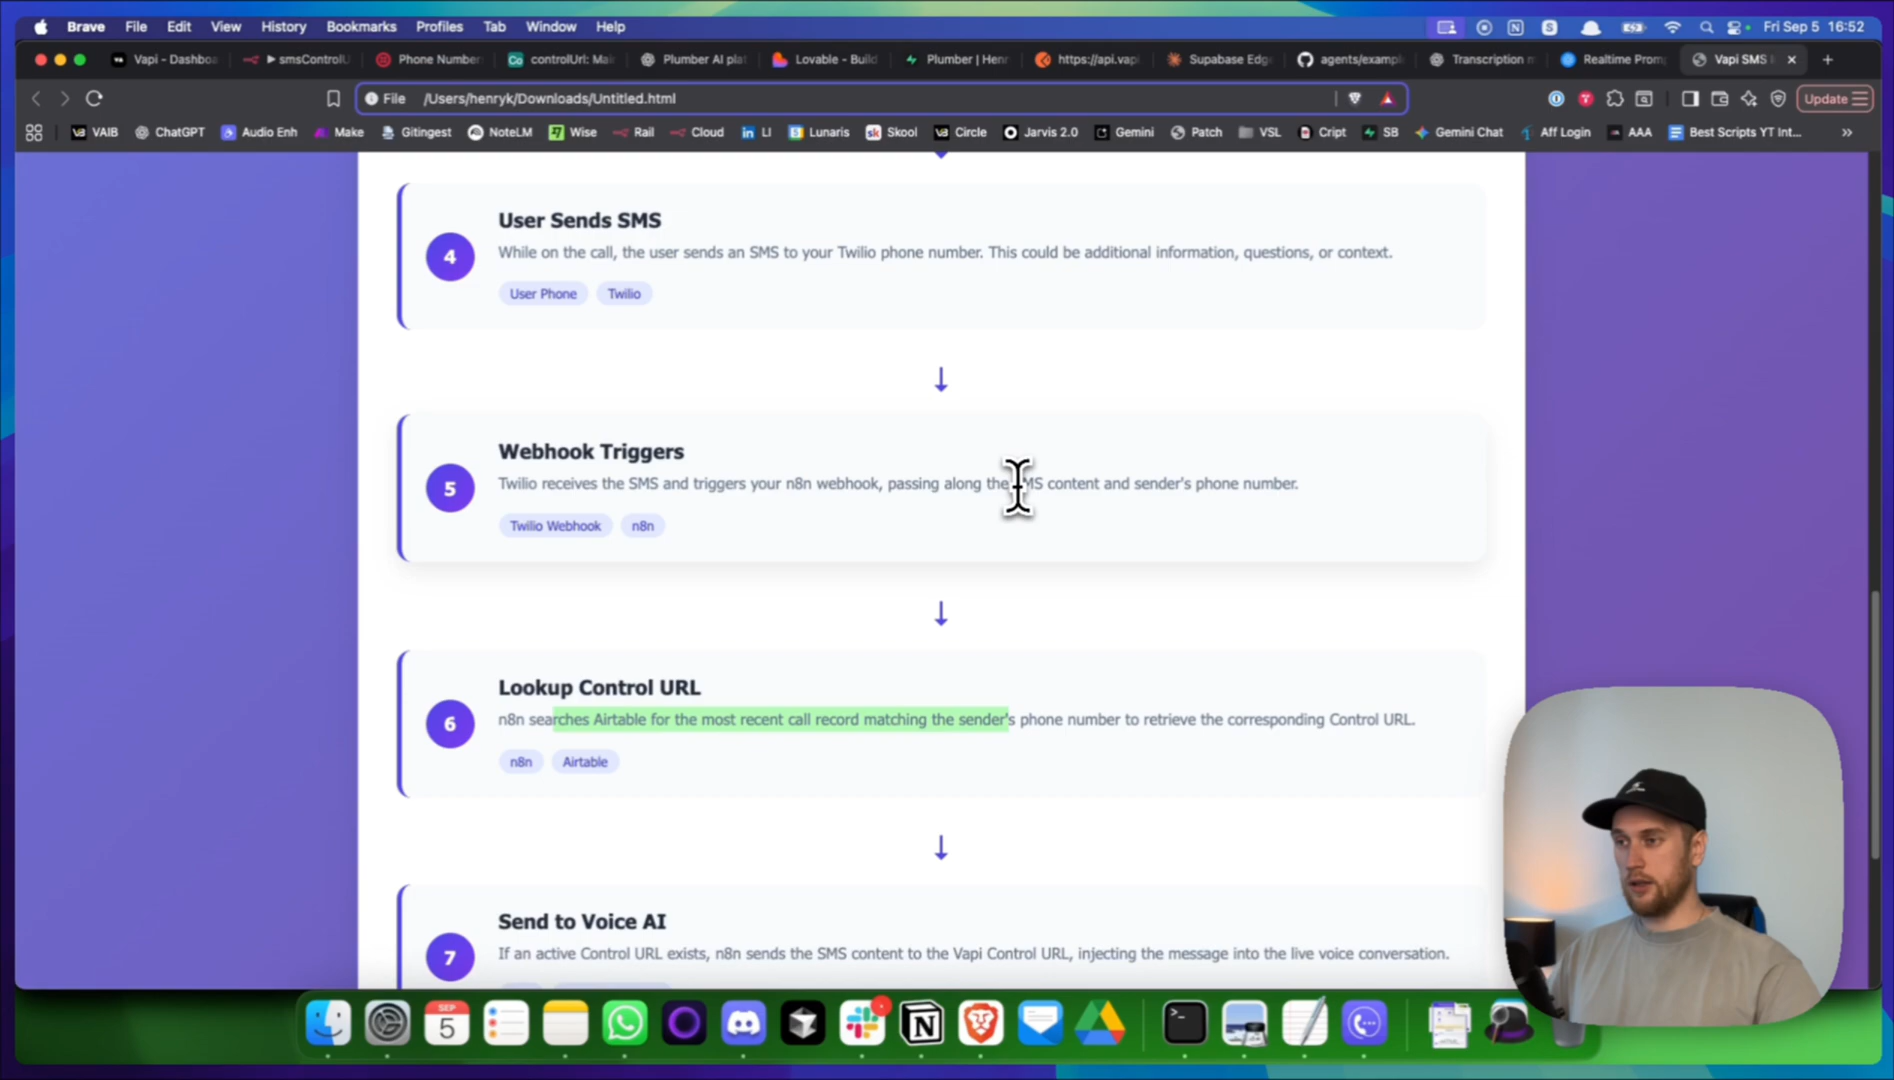 Brave File Edit View History Bookmarks Profiles Tab Window Help Fri Sep 5 16:52
Vapi - Dashboa smsControlU Phone Number controlUrl: Mai Plumber AI plat Lovable - Build Plumber | Henr https://api.vapi Supabase Edg agents/exampl Transcription m Realtime Prom Vapi SMS
File /Users/henryk/Downloads/Untitled.html Update
VAIB ChatGPT Audio Enh Make Gitingest NoteLM Wise Rail Cloud LI Lunaris Skool Circle Jarvis 2.0 Gemini Patch VSL Cript SB Gemini Chat Aff Login AAA Best Scripts YT Int...
4
User Sends SMS
While on the call, the user sends an SMS to your Twilio phone number. This could be additional information, questions, or context.
User Phone Twilio
5
Webhook Triggers
Twilio receives the SMS and triggers your n8n webhook, passing along the SMS content and sender's phone number.
Twilio Webhook n8n
6
Lookup Control URL
n8n searches Airtable for the most recent call record matching the sender's phone number to retrieve the corresponding Control URL.
n8n Airtable
7
Send to Voice AI
If an active Control URL exists, n8n sends the SMS content to the Vapi Control URL, injecting the message into the live voice conversation.
SEP
5